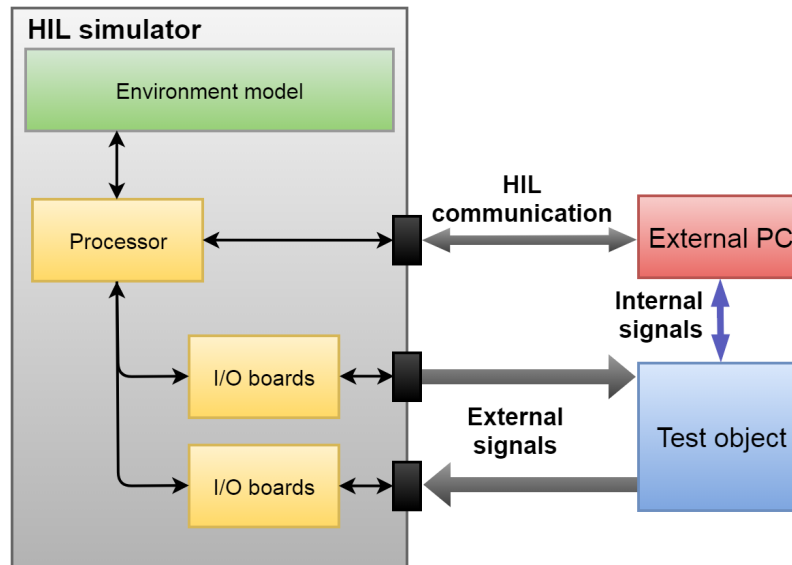 HIL simulator
Environment model
Processor
HIL
communication
External PC
Internal
signals
I/O boards
External
signals
Test object
I/O boards